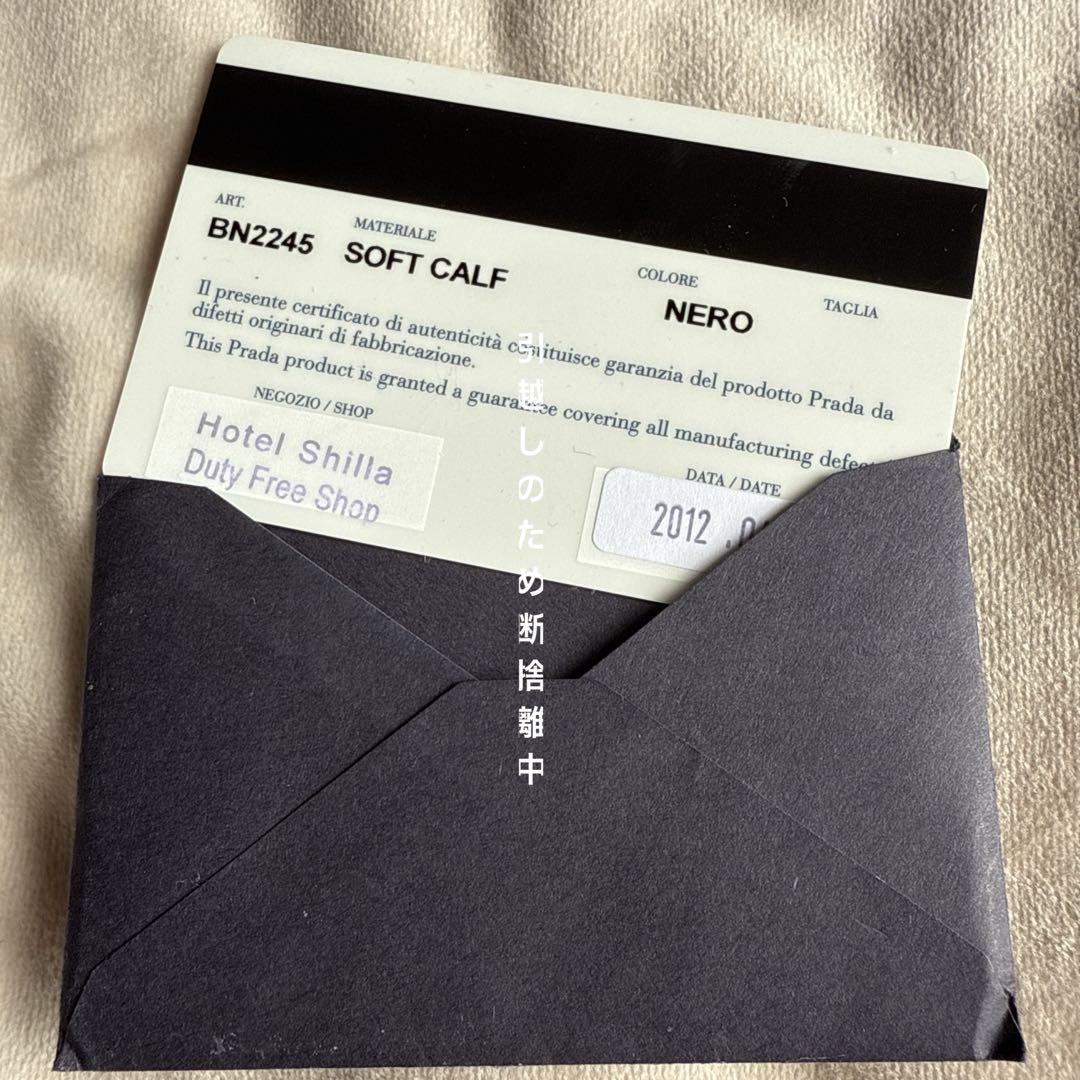 ART.
BN2245
MATERIALE
SOFT CALF
COLORE
NERO
TAGLIA
Il presente certificato di autenticità costituisce garanzia del prodotto Prada da
difetti originari di fabbricazione.
This Prada product is granted a guarantee covering all manufacturing
NEGOZIO / SHOP
Hotel Shilla
Duty Free Shop
DATA / DATE
2012
引越しのため断捨離中